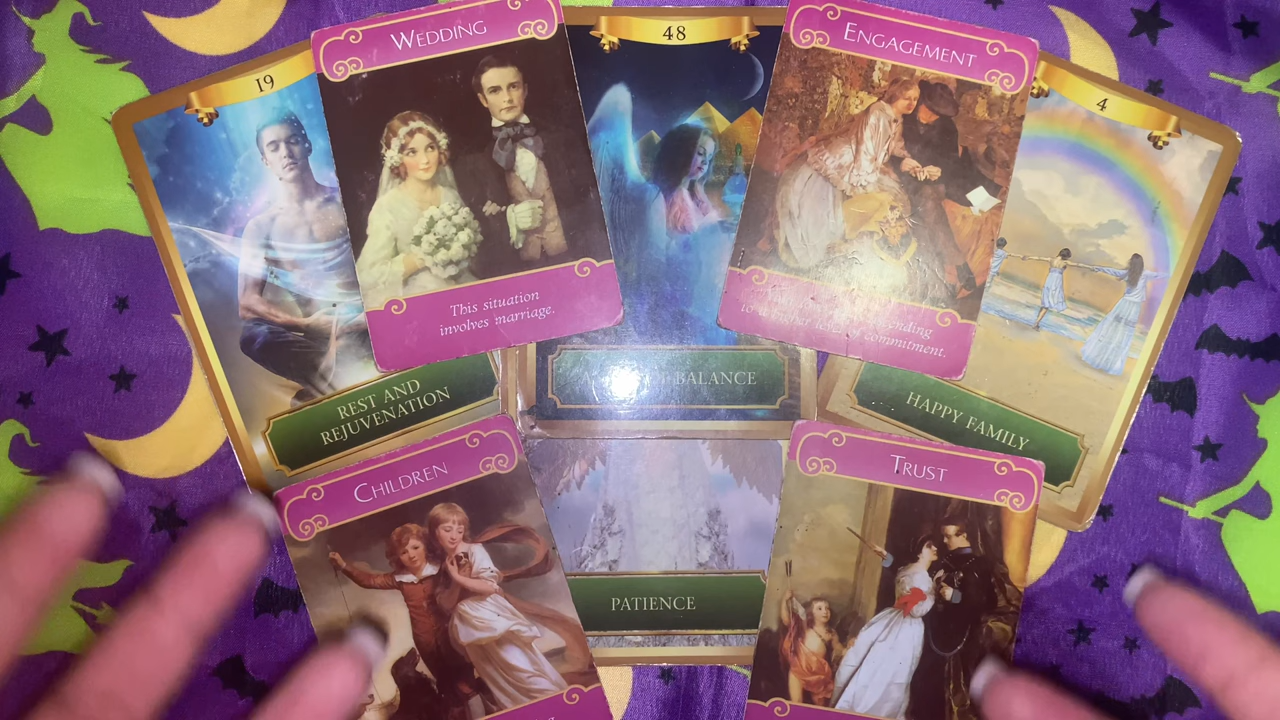 19
WEDDING
48
ENGAGEMENT
4
This situation
involves marriage.
ending
to a higher level of commitment.
BALANCE
REST AND
REJUVENATION
HAPPY FAMILY
CHILDREN
TRUST
PATIENCE